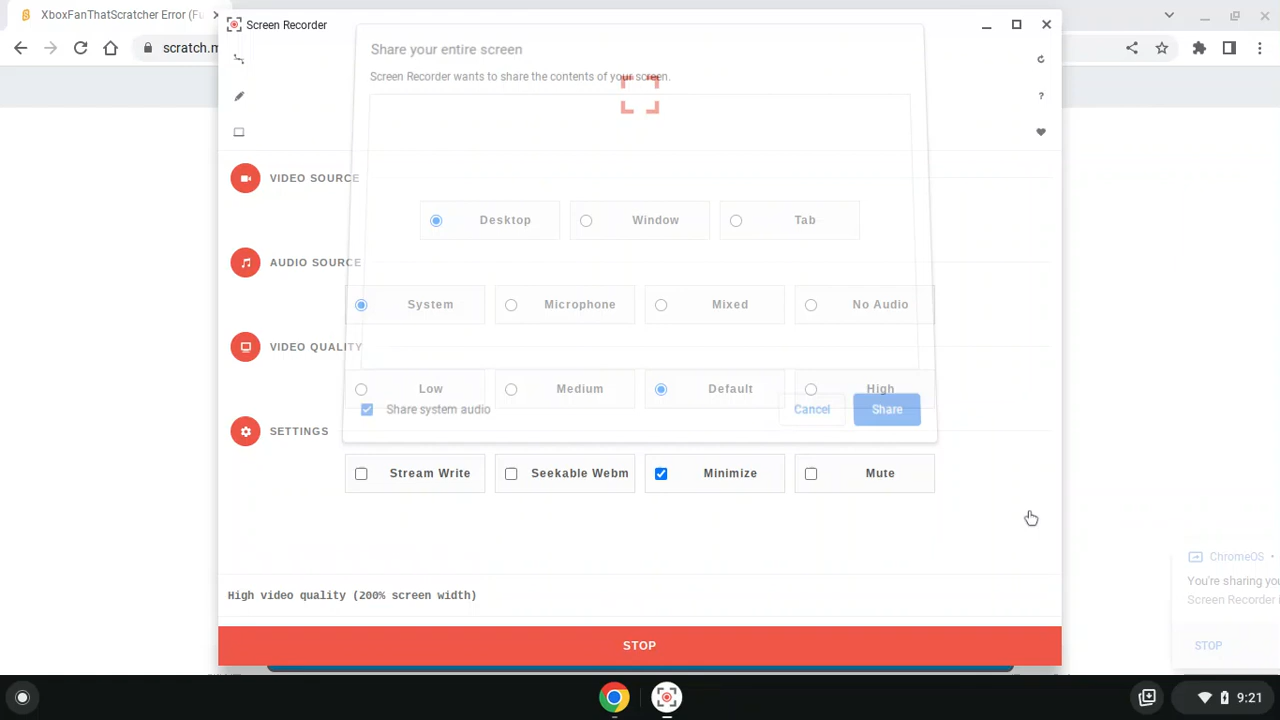 XboxFanThatScratcher Error (Fu
Screen Recorder
scratch.m
Share your entire screen
Screen Recorder wants to share the contents of your screen.
?
VIDEO SOURCE
Desktop
Window
Tab
AUDIO SOURCE
System
Microphone
Mixed
No Audio
VIDEO QUALITY
Low
Medium
Default
High
Share system audio
Cancel
Share
SETTINGS
Stream Write
Seekable Webm
Minimize
Mute
ChromeOS •
You're sharing you
Screen Recorder i
STOP
High video quality (200% screen width)
STOP
9:21